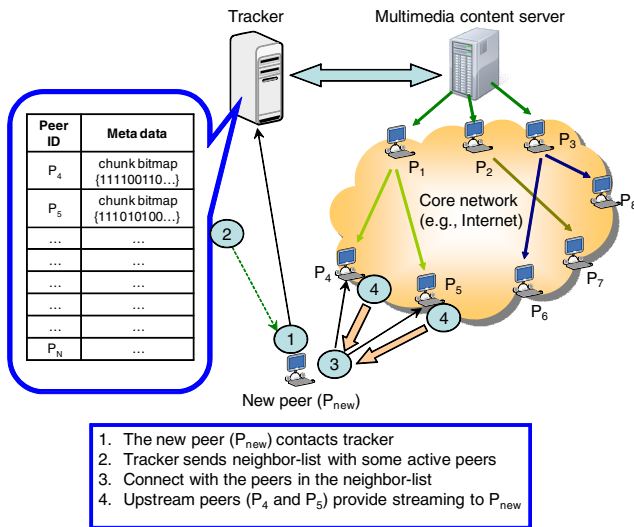 Tracker
Multimedia content server
Peer ID
Meta data
P4
chunk bitmap
{111100110...}
P5
chunk bitmap
{111010100...}
... ...
... ...
... ...
... ...
... ...
PN ...
P1
P2
P3
P8
Core network
(e.g., Internet)
2
P4
4
P5
4
P7
P6
1
3
New peer (Pnew)
1. The new peer (Pnew) contacts tracker
2. Tracker sends neighbor-list with some active peers
3. Connect with the peers in the neighbor-list
4. Upstream peers (P4 and P5) provide streaming to Pnew